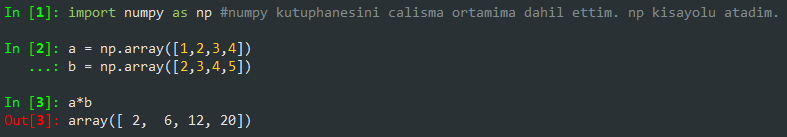 In [1]: import numpy as np #numpy kutuphanesini calisma ortamima dahil ettim. np kisayolu atadim.
In [2]: a = np.array([1,2,3,4])
...: b = np.array([2,3,4,5])
In [3]: a*b
Out[3]: array([ 2,  6, 12, 20])